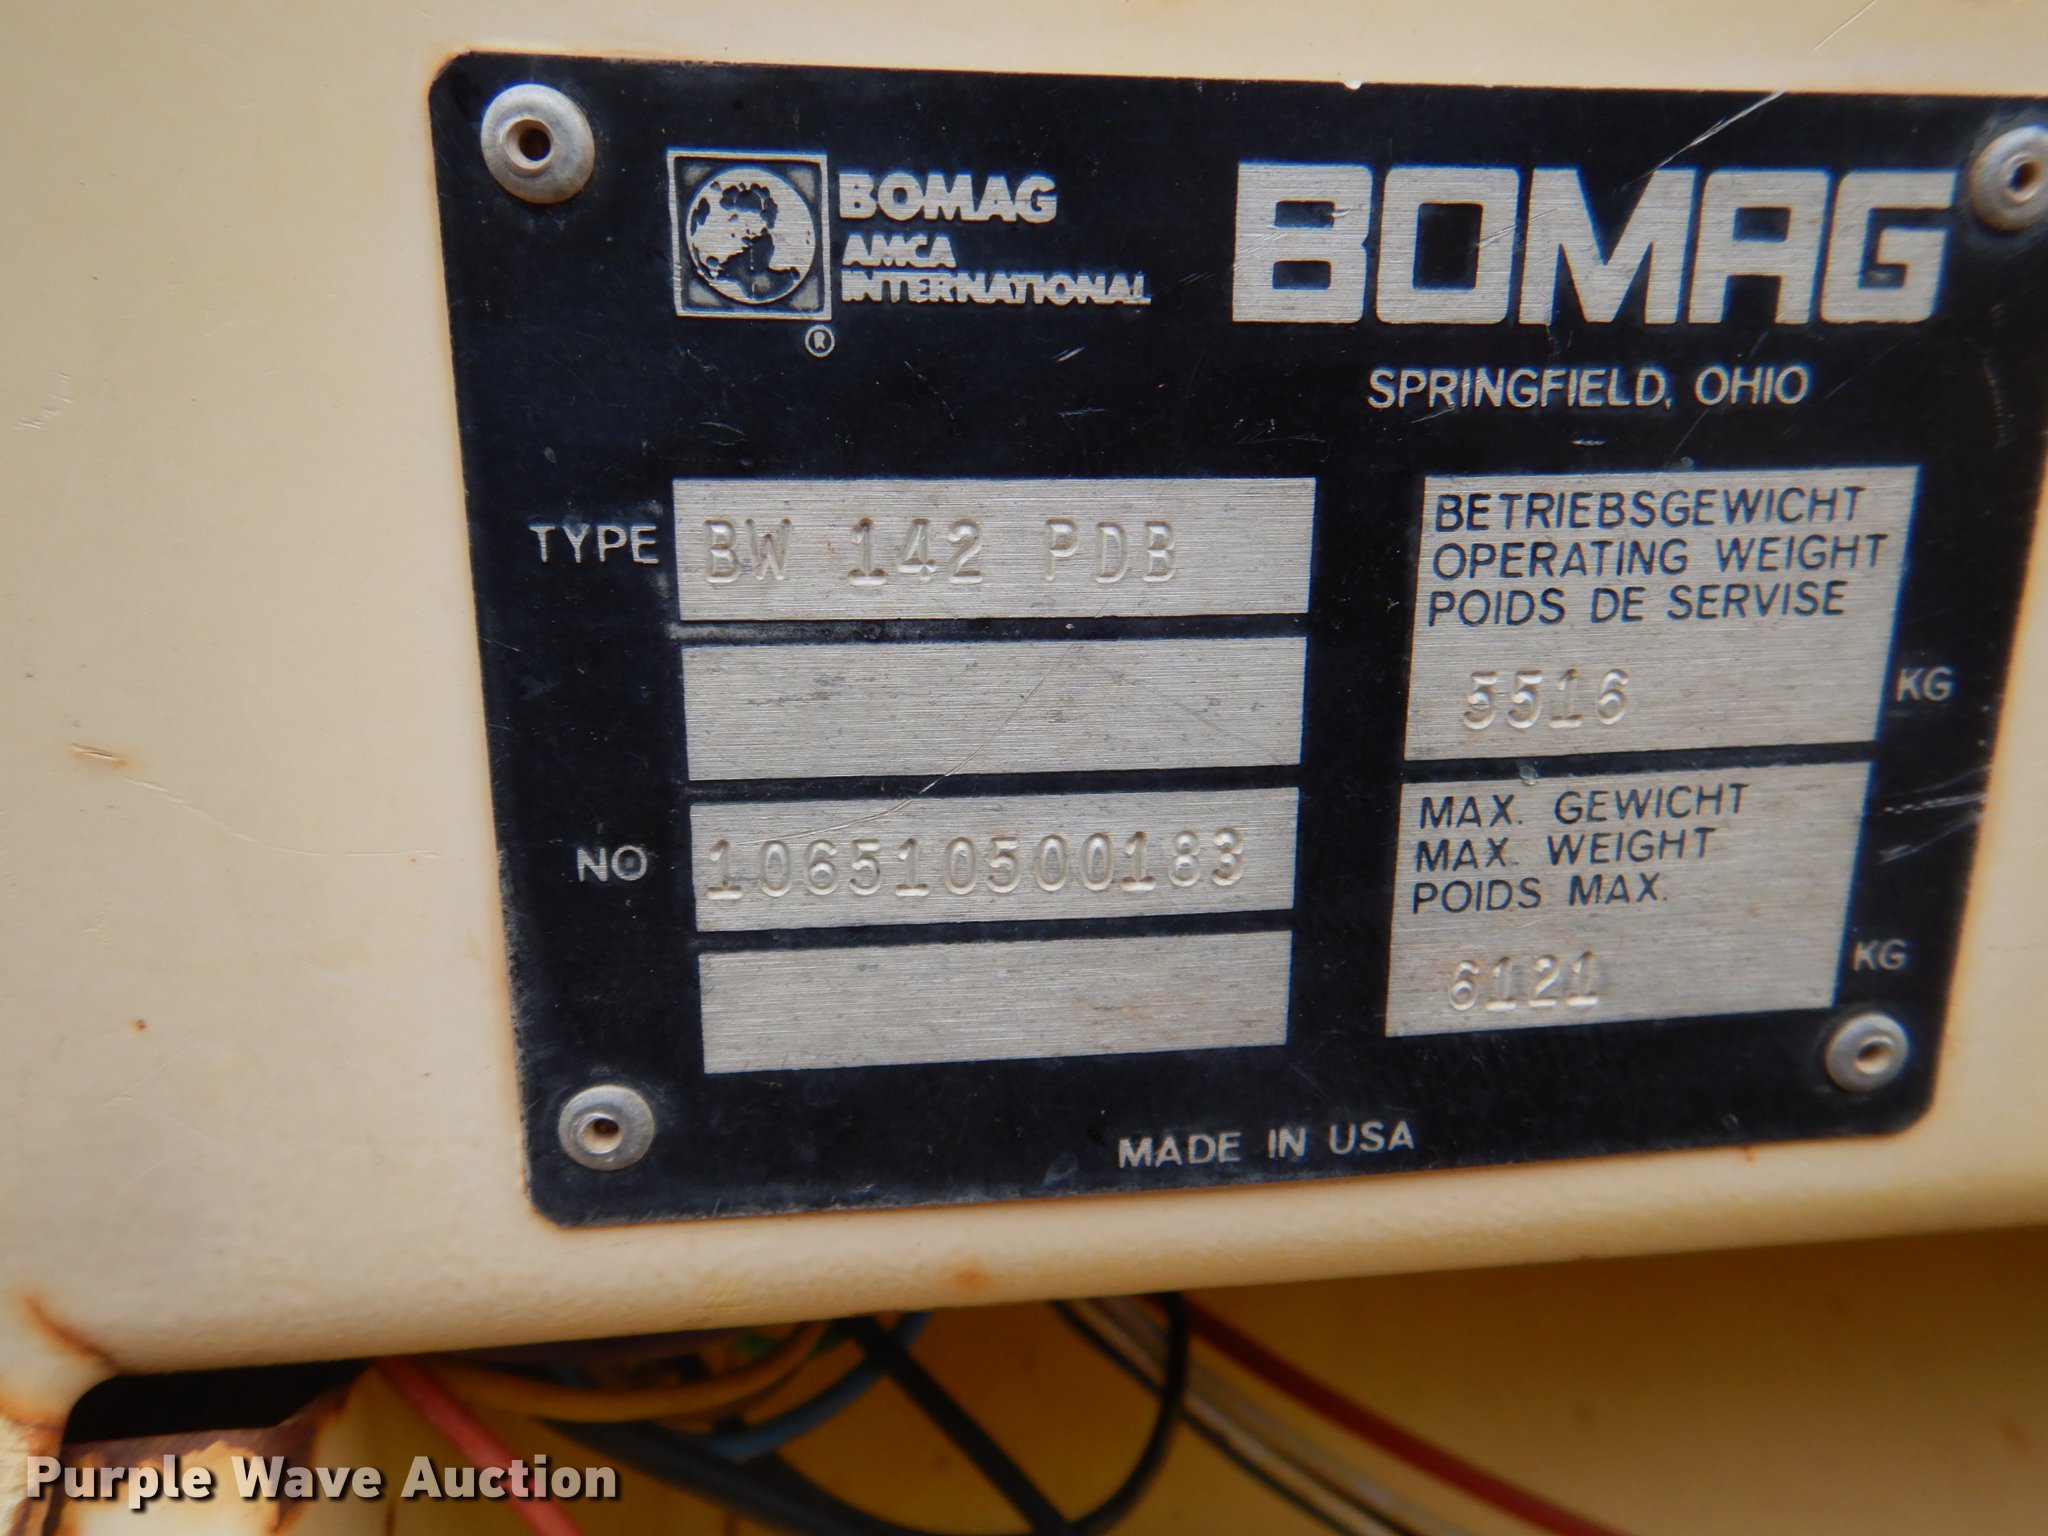 BOMAG
AMCA
INTERNATIONAL
®
BOMAG
SPRINGFIELD, OHIO
TYPE BW 142 PDB
NO 106510500183
BETRIEBSGEWICHT
OPERATING WEIGHT
POIDS DE SERVISE
5516 KG
MAX. GEWICHT
MAX. WEIGHT
POIDS MAX.
6121 KG
MADE IN USA
Purple Wave Auction